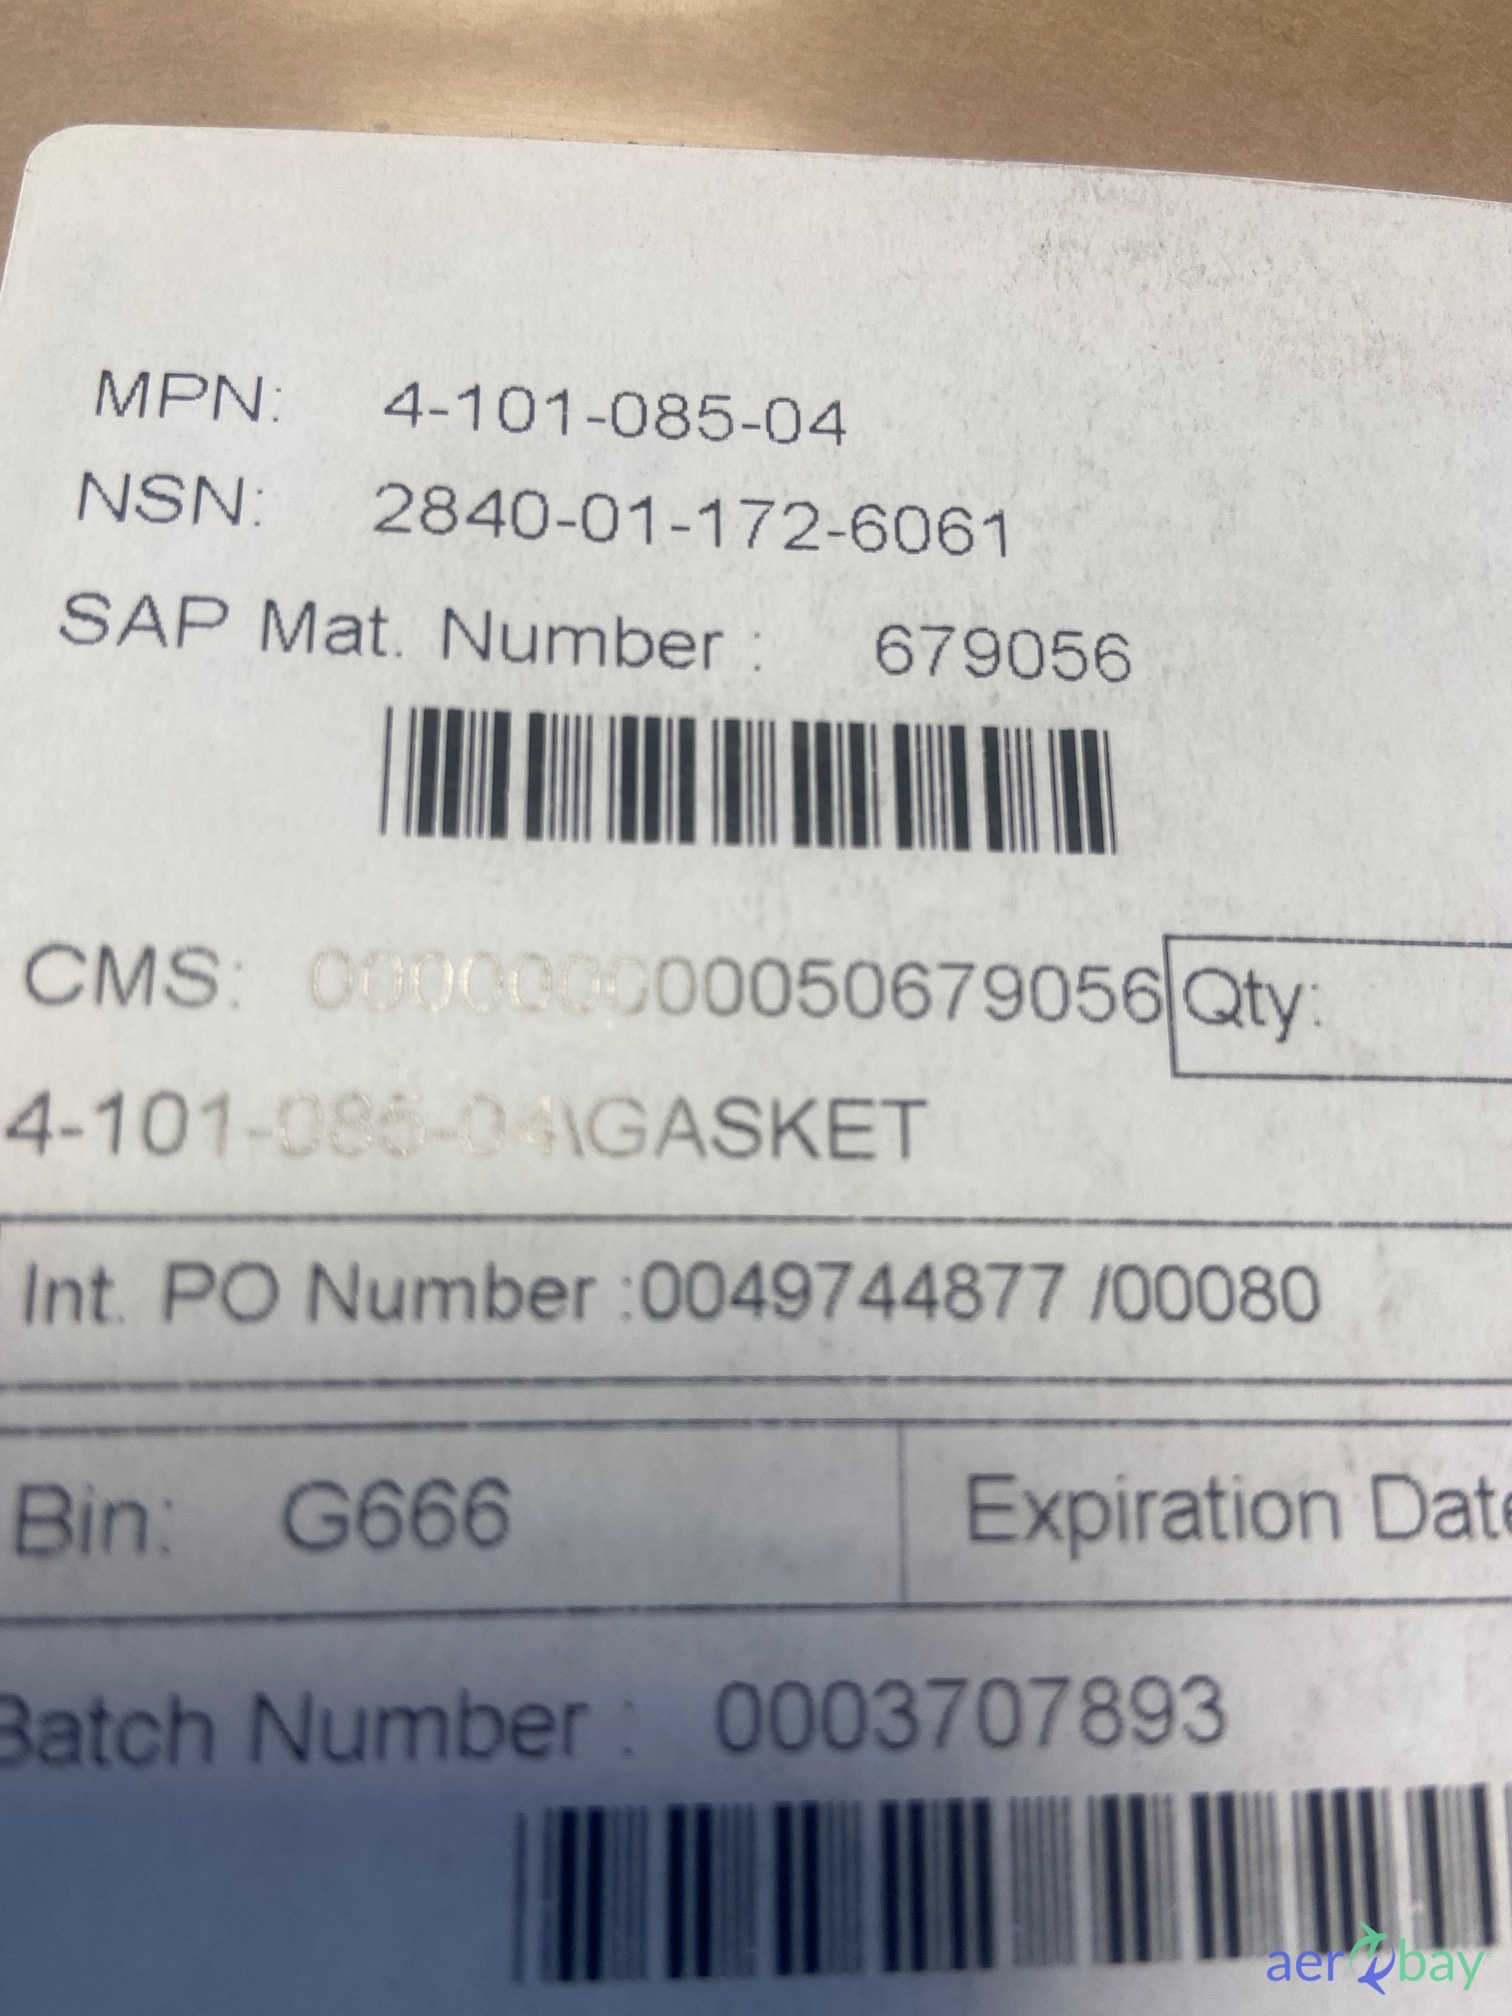 MPN: 4-101-085-04
NSN: 2840-01-172-6061
SAP Mat. Number : 679056
CMS: 000000000050679056 Qty:
4-101-085-04\GASKET
Int. PO Number :0049744877 /00080
Bin: G666 Expiration Date
Batch Number : 0003707893
aerobay